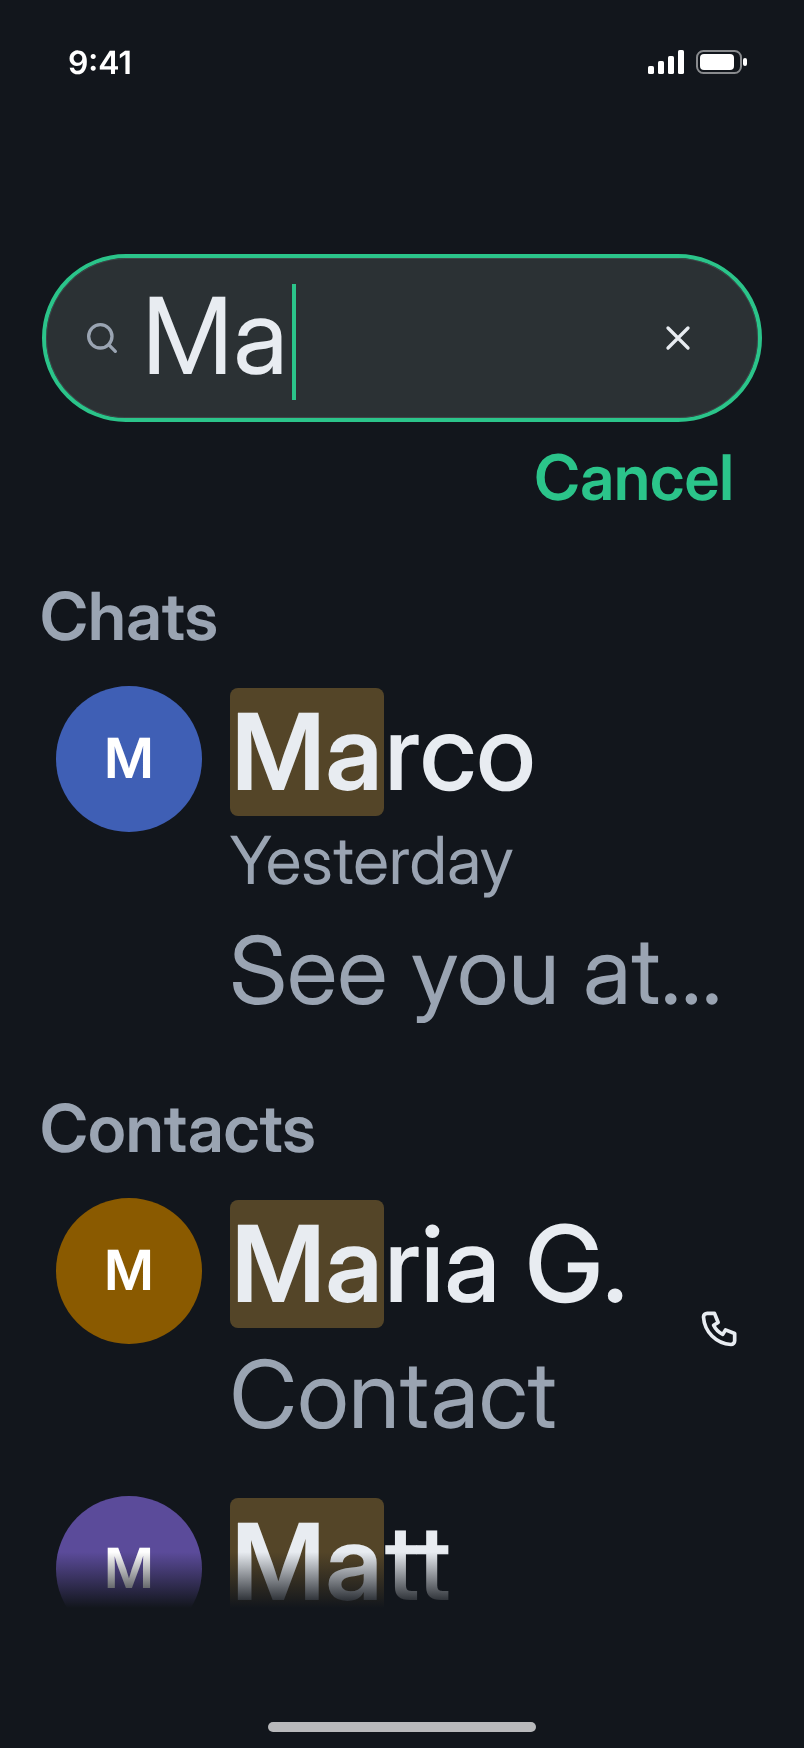 9:41
Ma
Cancel
Chats
M
Marco
Yesterday
See you at...
Contacts
M
Maria G.
Contact
M
Matt